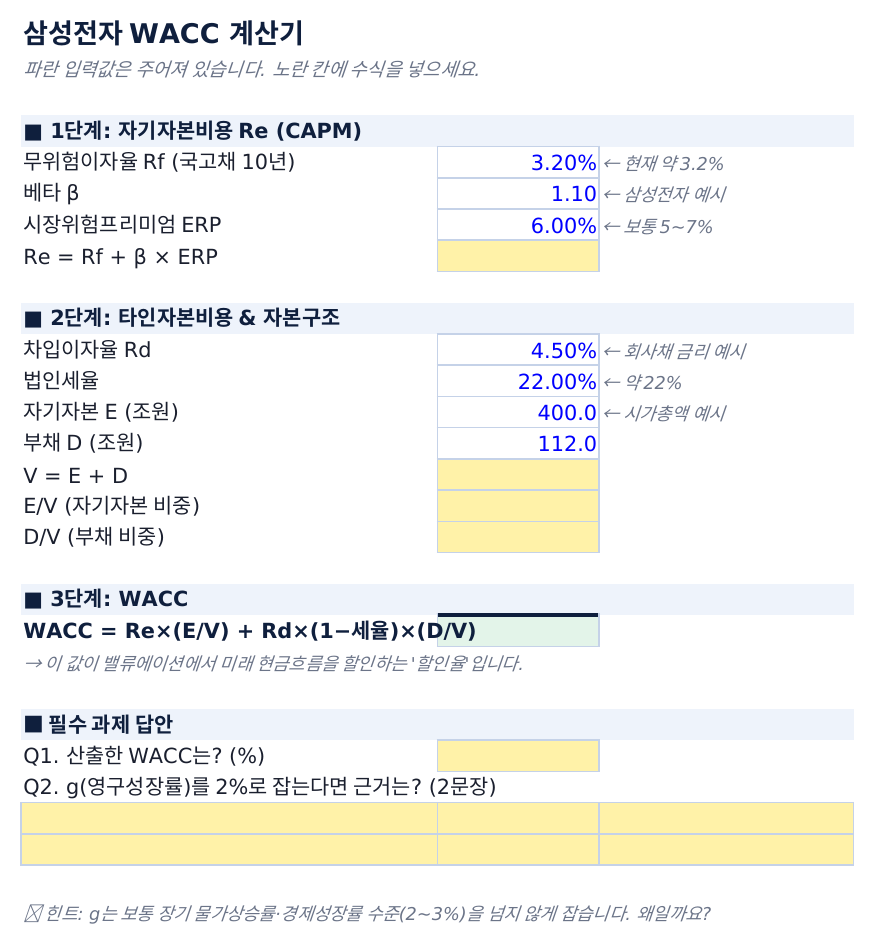 삼성전자 WACC 계산기
파란 입력값은 주어져 있습니다. 노란 칸에 수식을 넣으세요.
■ 1단계: 자기자본비용 Re (CAPM)
무위험이자율 Rf (국고채 10년) 3.20% ← 현재 약 3.2%
베타 β 1.10 ← 삼성전자 예시
시장위험프리미엄 ERP 6.00% ← 보통 5~7%
Re = Rf + β × ERP
■ 2단계: 타인자본비용 & 자본구조
차입이자율 Rd 4.50% ← 회사채 금리 예시
법인세율 22.00% ← 약 22%
자기자본 E (조원) 400.0 ← 시가총액 예시
부채 D (조원) 112.0
V = E + D
E/V (자기자본 비중)
D/V (부채 비중)
■ 3단계: WACC
WACC = Re×(E/V) + Rd×(1−세율)×(D/V)
→ 이 값이 밸류에이션에서 미래 현금흐름을 할인하는 '할인율'입니다.
■ 필수 과제 답안
Q1. 산출한 WACC는? (%)
Q2. g(영구성장률)를 2%로 잡는다면 근거는? (2문장)
힌트: g는 보통 장기 물가상승률·경제성장률 수준(2~3%)을 넘지 않게 잡습니다. 왜일까요?